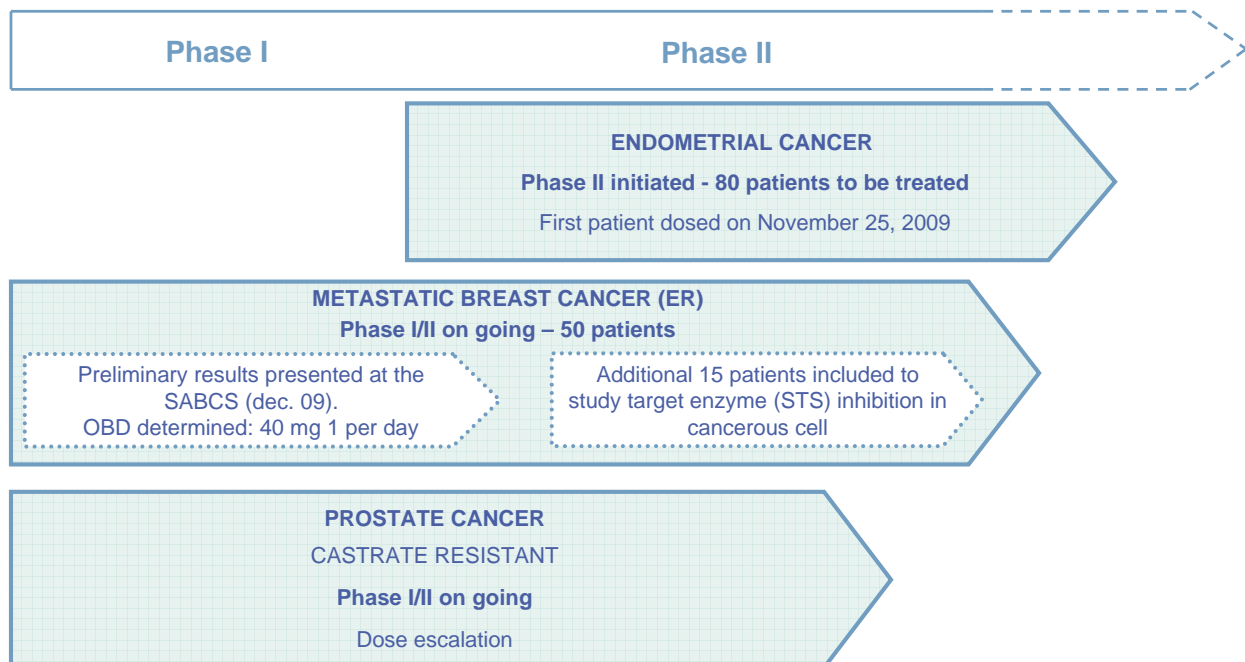 Phase I
Phase II
ENDOMETRIAL CANCER
Phase II initiated - 80 patients to be treated
First patient dosed on November 25, 2009
METASTATIC BREAST CANCER (ER)
Phase I/II on going – 50 patients
Preliminary results presented at the
SABCS (dec. 09).
OBD determined: 40 mg 1 per day
Additional 15 patients included to
study target enzyme (STS) inhibition in
cancerous cell
PROSTATE CANCER
CASTRATE RESISTANT
Phase I/II on going
Dose escalation